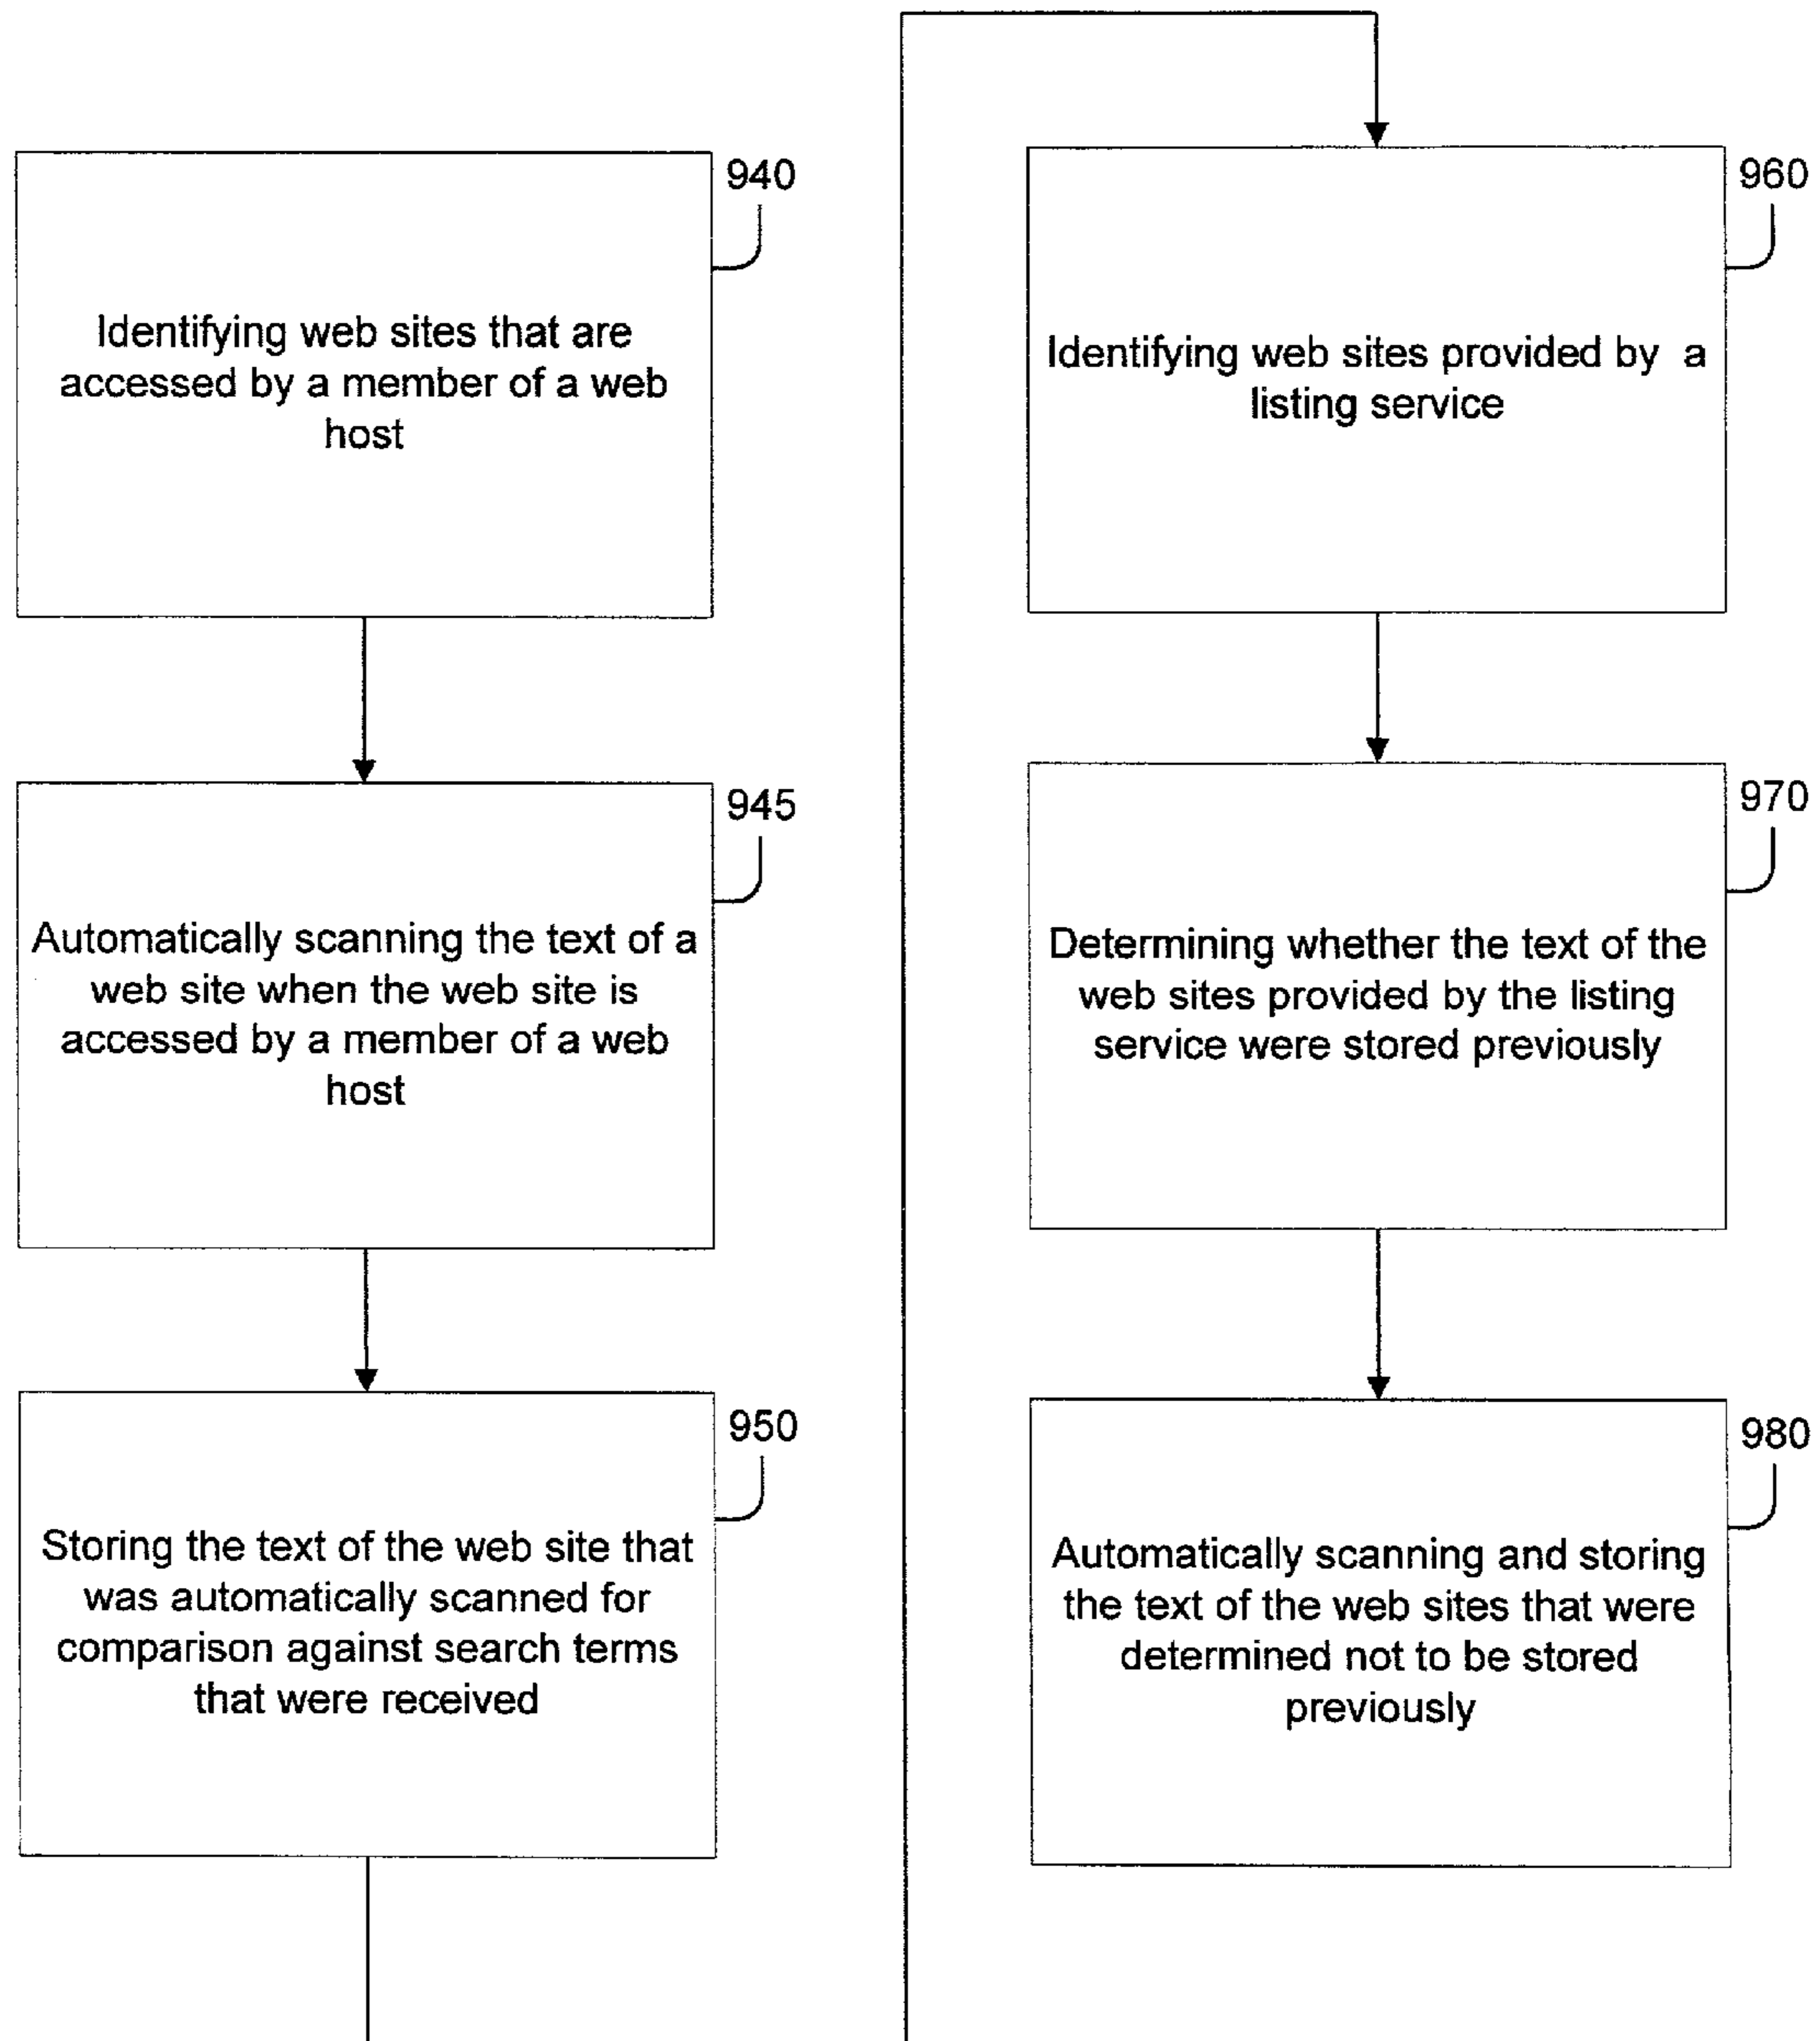 940
Identifying web sites that are
accessed by a member of a web
host
945
Automatically scanning the text of a
web site when the web site is
accessed by a member of a web
host
950
Storing the text of the web site that
was automatically scanned for
comparison against search terms
that were received
960
Identifying web sites provided by a
listing service
970
Determining whether the text of the
web sites provided by the listing
service were stored previously
980
Automatically scanning and storing
the text of the web sites that were
determined not to be stored
previously